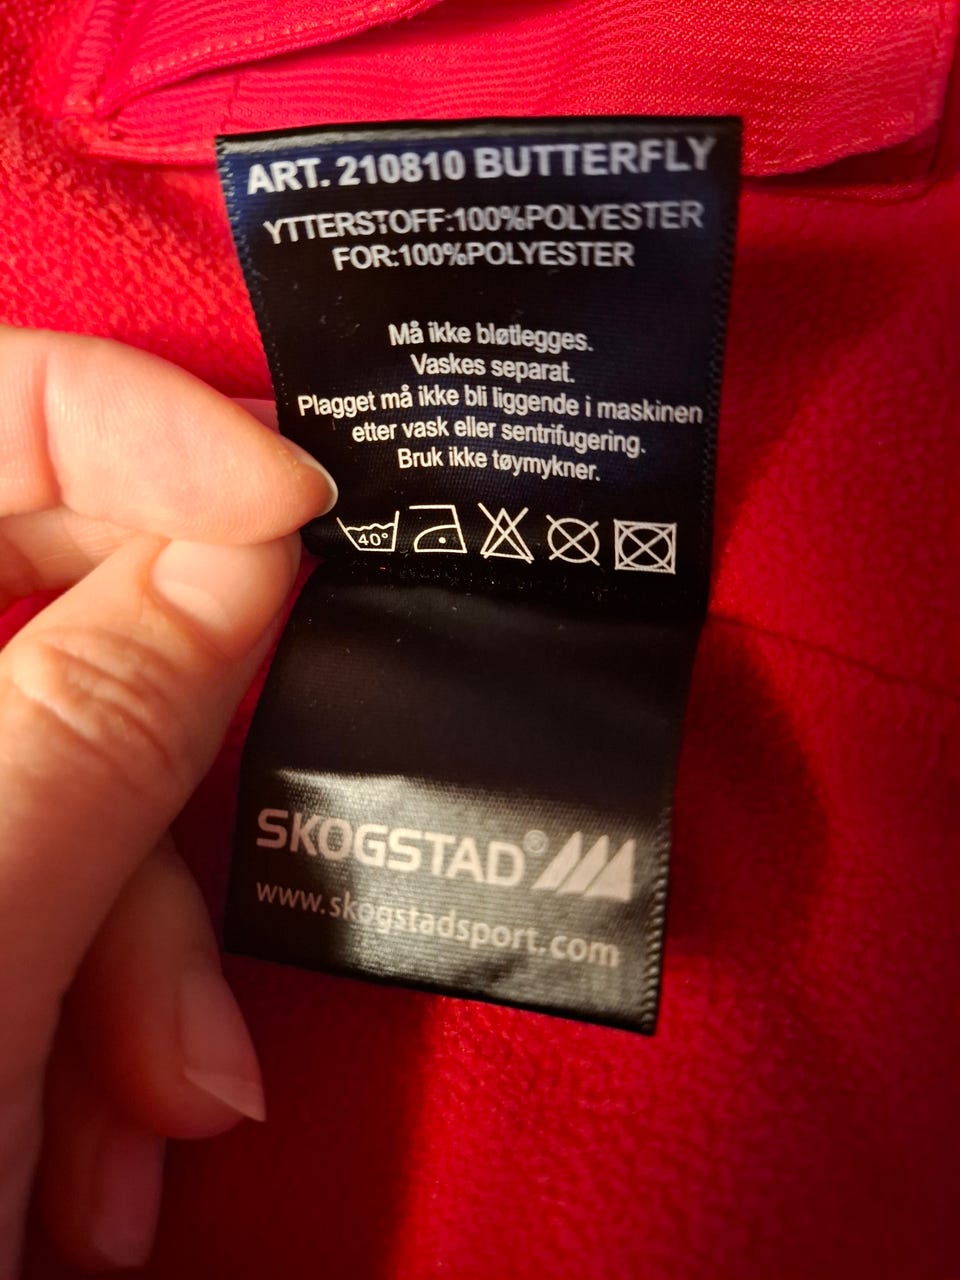 ART. 210810 BUTTERFLY
YTTERSTOFF:100%POLYESTER
FOR:100%POLYESTER
Må ikke bløtlegges.
Vaskes separat.
Plagget må ikke bli liggende i maskinen
etter vask eller sentrifugering.
Bruk ikke tøymykner.
40°
SKOGSTAD®
www.skogstadsport.com